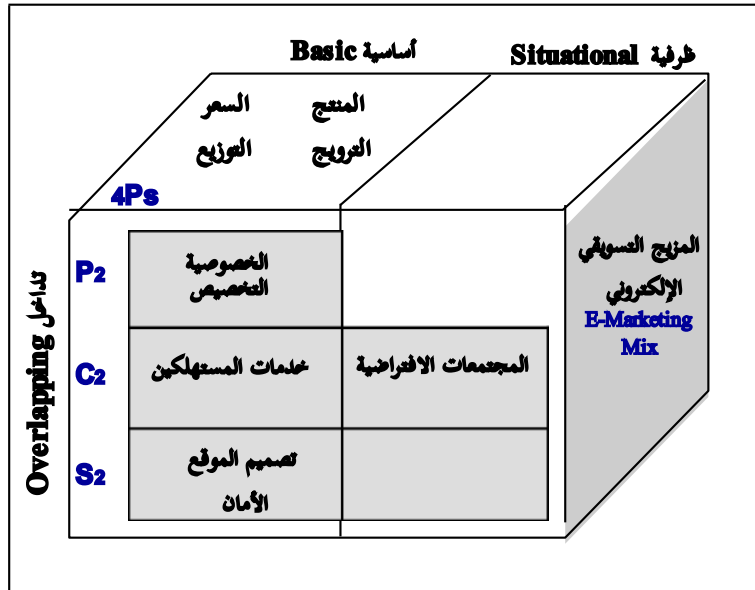 أساسية Basic
ظرفية Situational
المنتج
السعر
الترويج
التوزيع
4Ps
تداخل Overlapping
P2
الخصوصية
التخصيص
C2
خدمات المستهلكين
المجتمعات الافتراضية
S2
تصميم الموقع
الأمان
المزيج التسويقي
الإلكتروني
E-Marketing
Mix